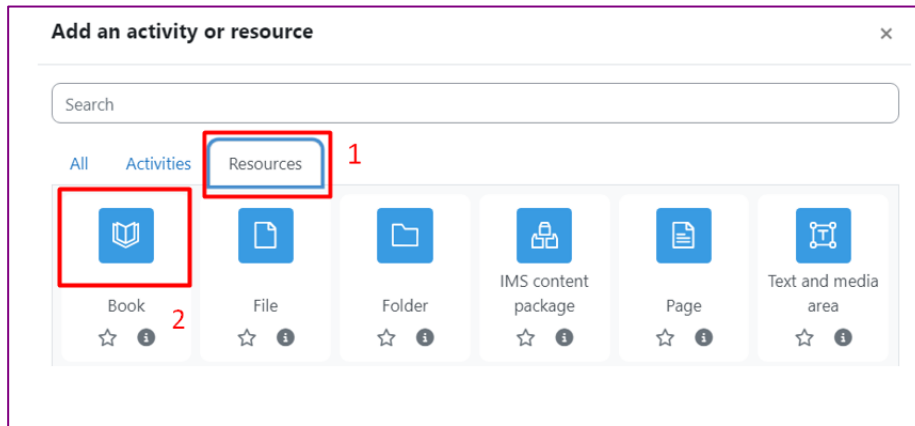 Add an activity or resource
×
Search
All Activities Resources 1
IMS content Text and media
Book File Folder package Page area
2